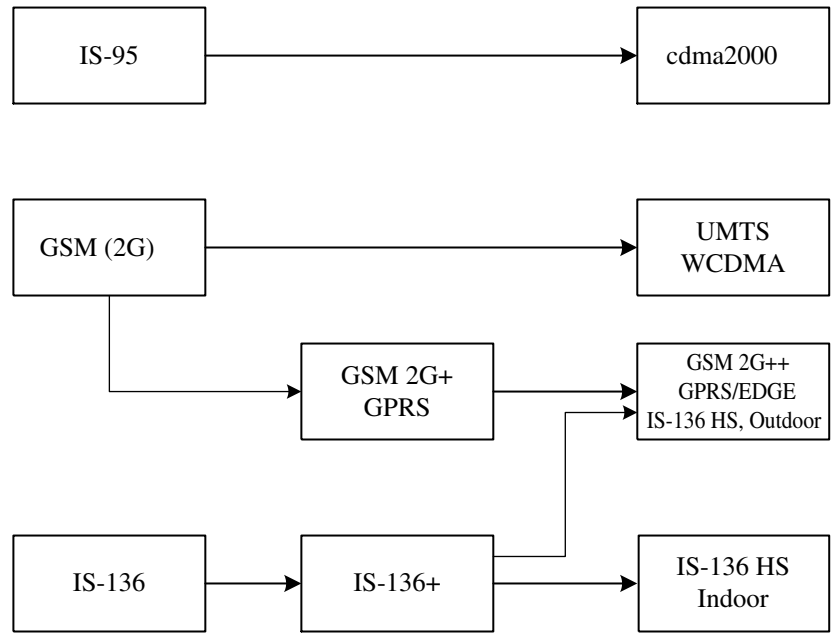 IS-95
cdma2000
GSM (2G)
UMTS
WCDMA
GSM 2G+
GPRS
GSM 2G++
GPRS/EDGE
IS-136 HS, Outdoor
IS-136
IS-136+
IS-136 HS
Indoor